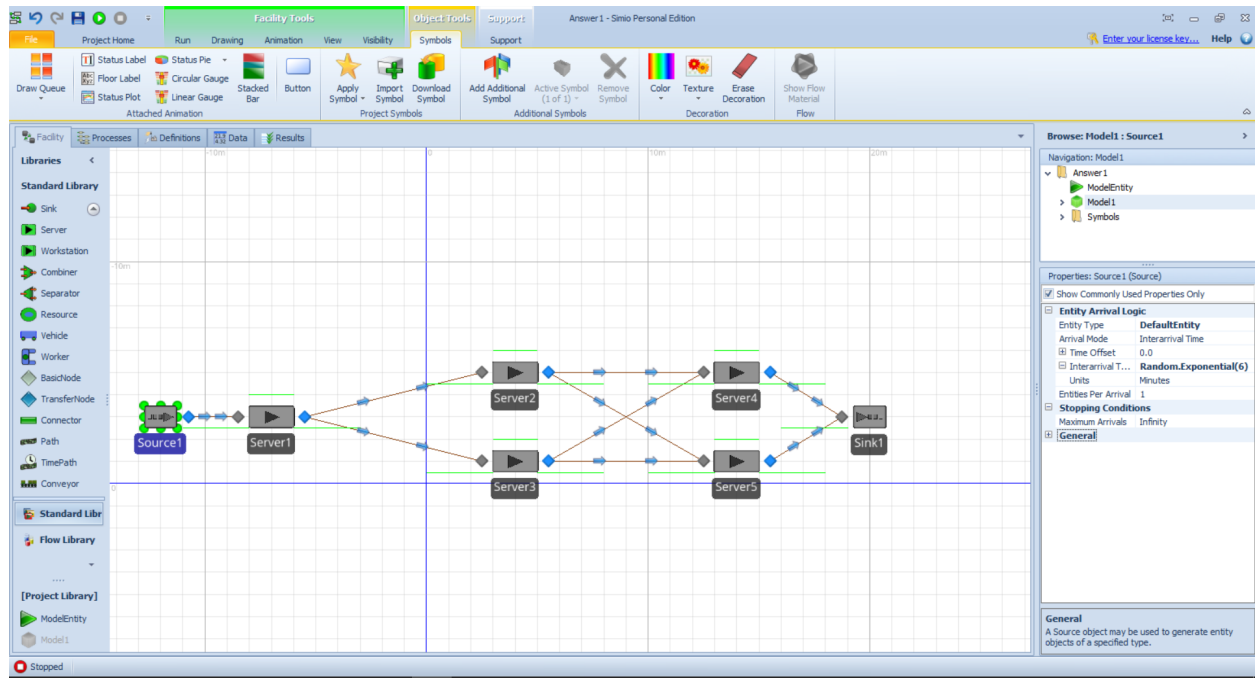 Facility Tools
Object Tools
Support
Answer1 - Simio Personal Edition
File
Project Home
Run
Drawing
Animation
View
Visibility
Symbols
Support
Enter your license key...
Help
Draw Queue
Status Label
Floor Label
Status Plot
Status Pie
Circular Gauge
Linear Gauge
Stacked Bar
Button
Apply Symbol
Import Symbol
Download Symbol
Add Additional Symbol
Active Symbol (1 of 1)
Remove Symbol
Color
Texture
Erase Decoration
Show Flow Material
Attached Animation
Project Symbols
Additional Symbols
Decoration
Flow
Facility
Processes
Definitions
Data
Results
Libraries
Standard Library
Sink
Server
Workstation
Combiner
Separator
Resource
Vehicle
Worker
BasicNode
TransferNode
Connector
Path
TimePath
Conveyor
Standard Libr
Flow Library
[Project Library]
ModelEntity
Model1
-10m
0
10m
20m
-10m
0
Source1
Server1
Server2
Server3
Server4
Server5
Sink1
Browse: Model1 : Source1
Navigation: Model1
Answer1
ModelEntity
Model1
Symbols
Properties: Source1 (Source)
Show Commonly Used Properties Only
Entity Arrival Logic
Entity Type DefaultEntity
Arrival Mode Interarrival Time
Time Offset 0.0
Interarrival T... Random.Exponential(6)
Units Minutes
Entities Per Arrival 1
Stopping Conditions
Maximum Arrivals Infinity
General
General
A Source object may be used to generate entity
objects of a specified type.
Stopped